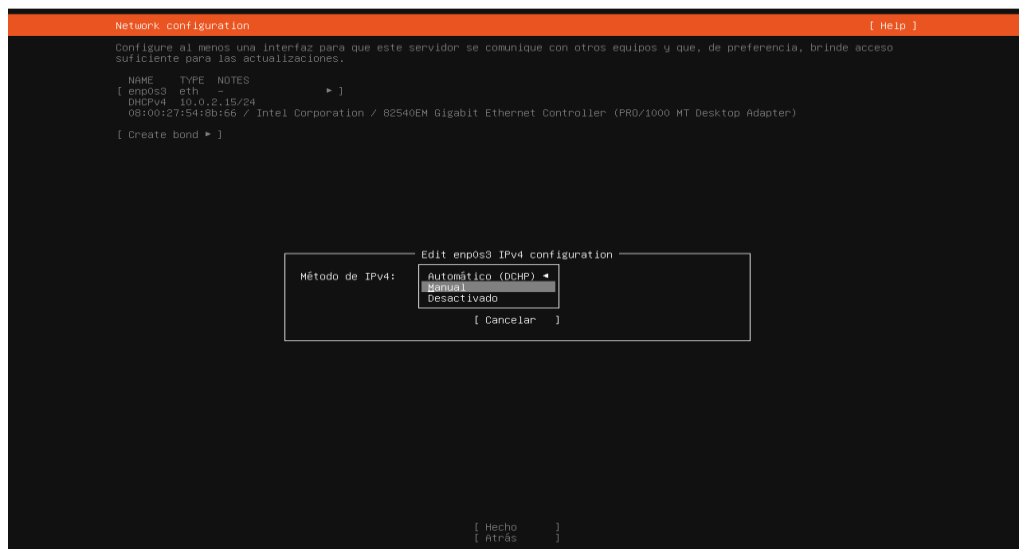 Network configuration [ Help ]
Configure al menos una interfaz para que este servidor se comunique con otros equipos y que, de preferencia, brinde acceso
suficiente para las actualizaciones.
NAME TYPE NOTES
[ enp0s3 eth - ► ]
DHCPv4 10.0.2.15/24
08:00:27:54:8b:66 / Intel Corporation / 82540EM Gigabit Ethernet Controller (PRO/1000 MT Desktop Adapter)
[ Create bond ► ]
Edit enp0s3 IPv4 configuration
Método de IPv4: Automático (DCHP) ◄
Manual
Desactivado
[ Cancelar ]
[ Hecho ]
[ Atrás ]